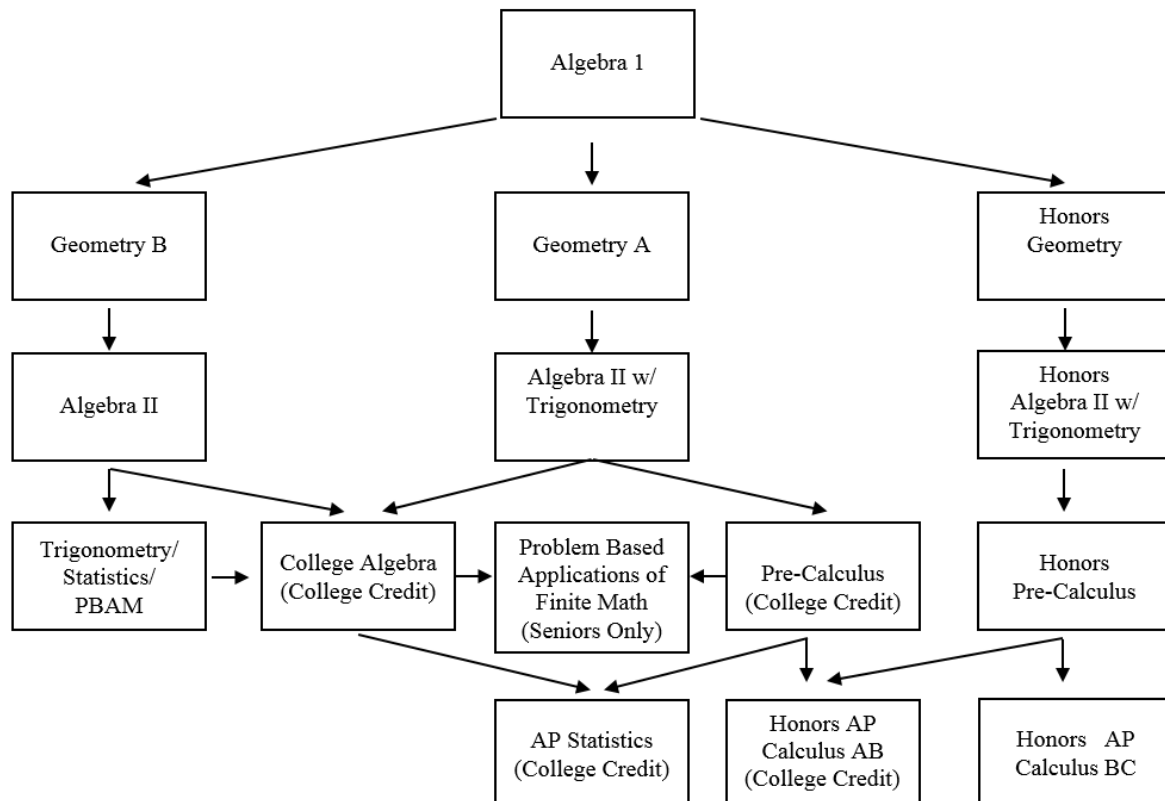 Algebra 1
Geometry B
Geometry A
Honors
Geometry
Algebra II
Algebra II w/
Trigonometry
Honors
Algebra II w/
Trigonometry
Trigonometry/
Statistics/
PBAM
College Algebra
(College Credit)
Problem Based
Applications of
Finite Math
(Seniors Only)
Pre-Calculus
(College Credit)
Honors
Pre-Calculus
AP Statistics
(College Credit)
Honors AP
Calculus AB
(College Credit)
Honors AP
Calculus BC